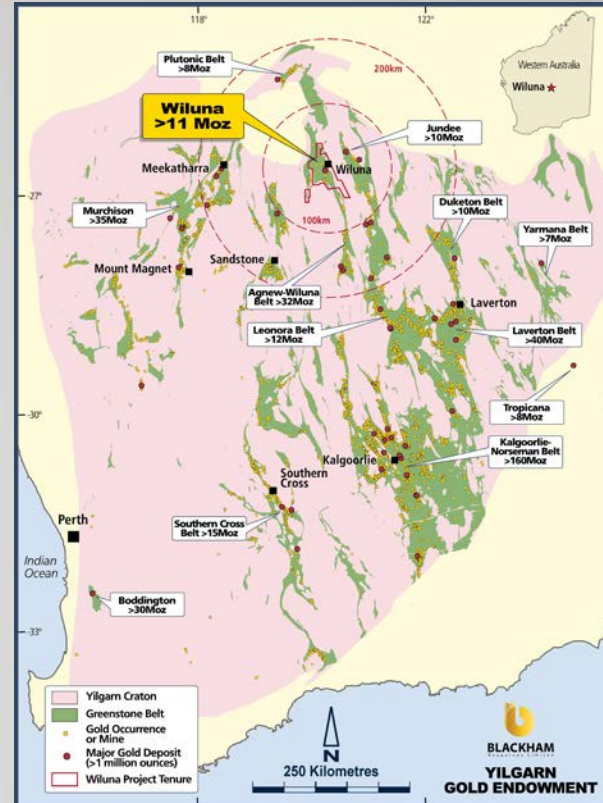 118°
122°
Western Australia
Wiluna
Plutonic Belt
>8Moz
200km
Wiluna
>11 Moz
Jundee
>10Moz
Meekatharra
Wiluna
-27°
100km
Murchison
>35Moz
Duketon Belt
>10Moz
Yarmana Belt
>7Moz
Sandstone
Mount Magnet
Agnew-Wiluna
Belt >32Moz
Laverton
Leonora Belt
>12Moz
Laverton Belt
>40Moz
-30°
Tropicana
>8Moz
Kalgoorlie
Kalgoorlie-
Norseman Belt
>160Moz
Southern
Cross
Perth
Southern Cross
Belt >15Moz
Indian
Ocean
Boddington
>30Moz
-33°
Yilgarn Craton
Greenstone Belt
Gold Occurrence
or Mine
Major Gold Deposit
(>1 million ounces)
Wiluna Project Tenure
N
250 Kilometres
BLACKHAM
Resources Limited
YILGARN
GOLD ENDOWMENT